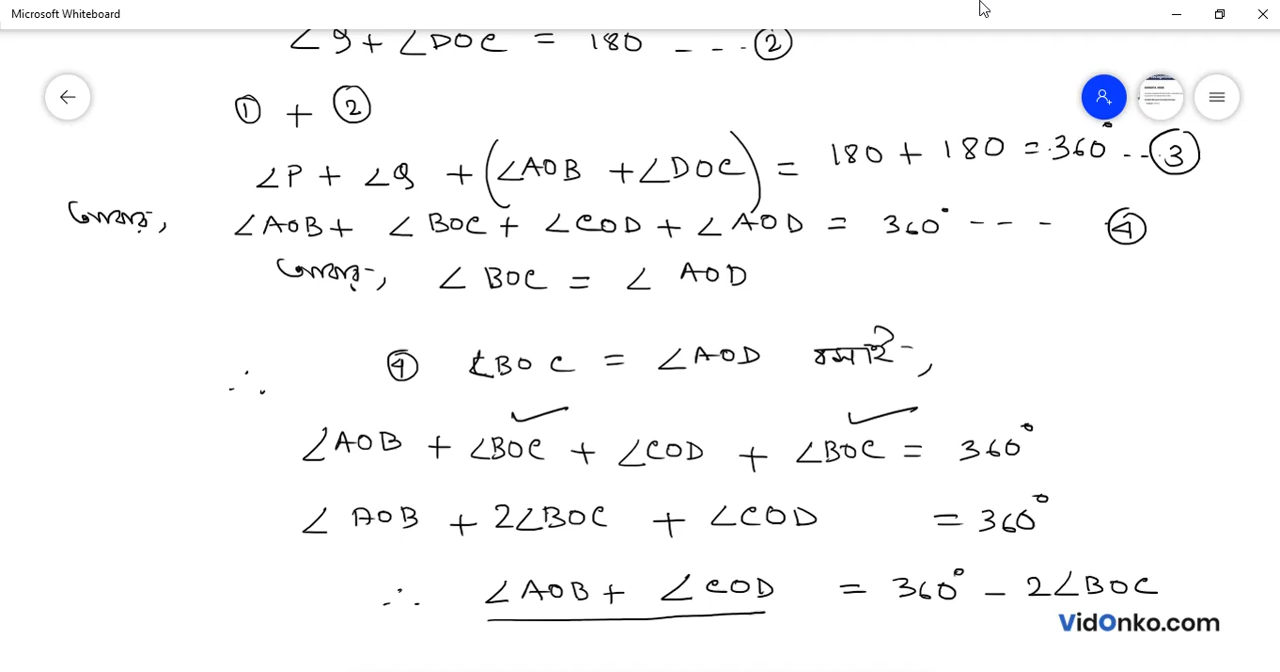 Microsoft Whiteboard
∠Q + ∠DOC = 180 - - - ②
① + ②
∠P + ∠Q + (∠AOB + ∠DOC) = 180 + 180 = 360° - - - ③
∠AOB + ∠BOC + ∠COD + ∠AOD = 360° - - - ④
∠BOC = ∠AOD
∴ ④ ∠BOC = ∠AOD বসাই,
∠AOB + ∠BOC + ∠COD + ∠BOC = 360°
∠AOB + 2∠BOC + ∠COD = 360°
∴ ∠AOB + ∠COD = 360° - 2∠BOC
VidOnko.com